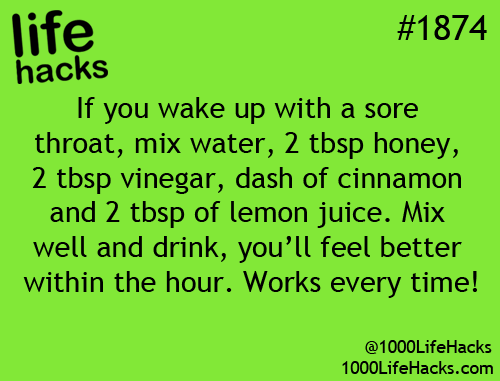 life
hacks
#1874
If you wake up with a sore
throat, mix water, 2 tbsp honey,
2 tbsp vinegar, dash of cinnamon
and 2 tbsp of lemon juice. Mix
well and drink, you’ll feel better
within the hour. Works every time!
@1000LifeHacks
1000LifeHacks.com